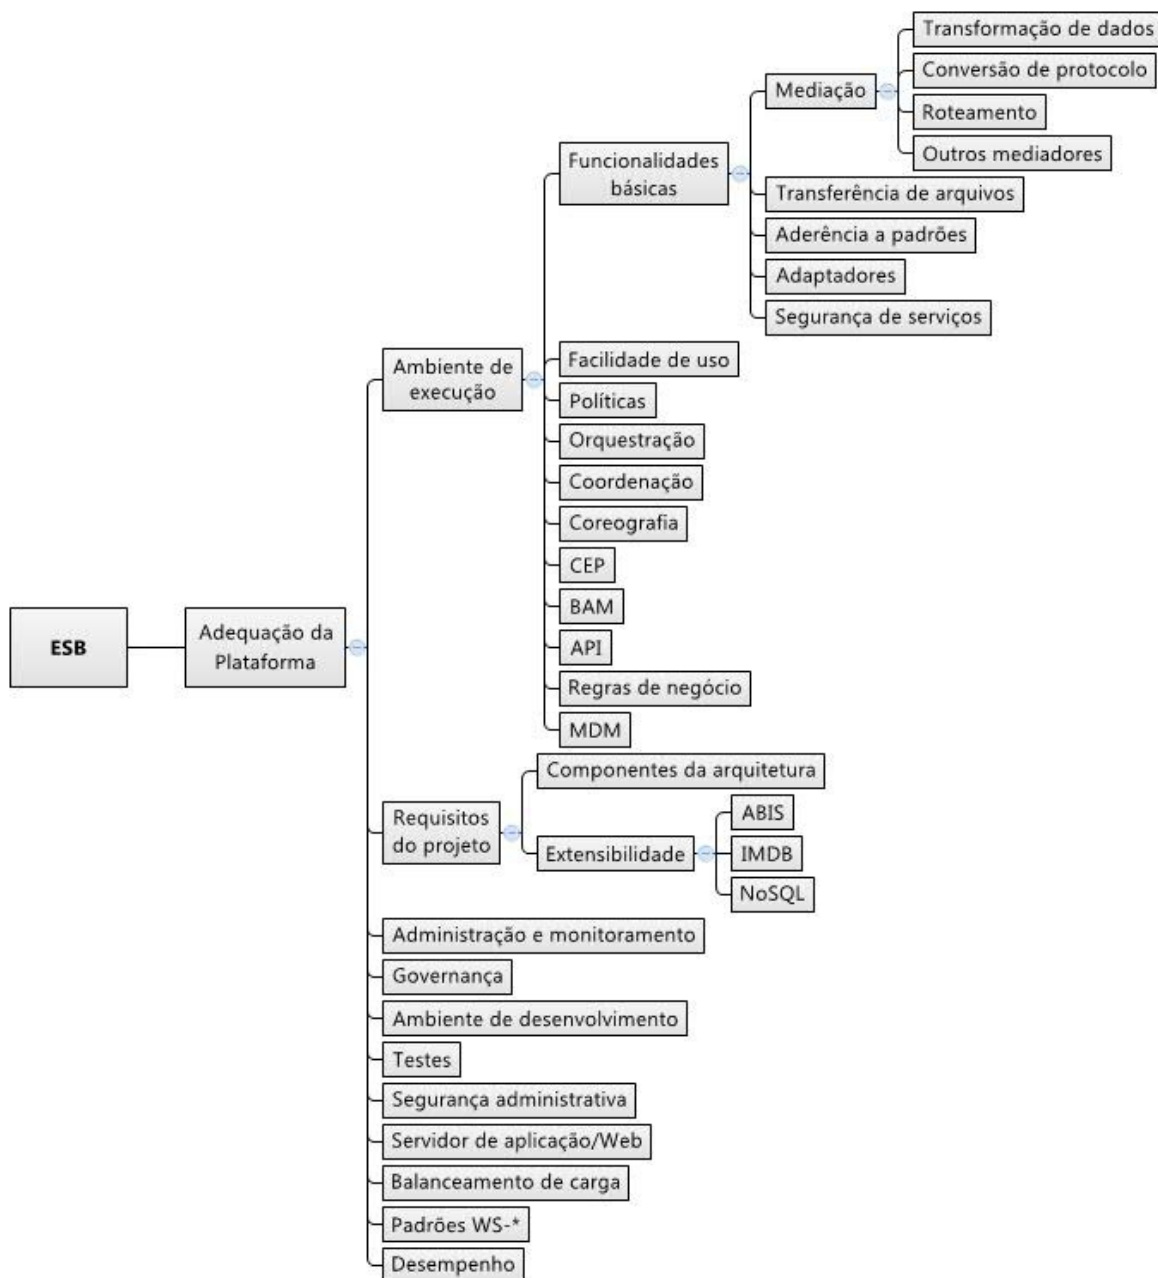 ESB
Adequação da
Plataforma
Ambiente de
execução
Funcionalidades
básicas
Mediação
Transformação de dados
Conversão de protocolo
Roteamento
Outros mediadores
Transferência de arquivos
Aderência a padrões
Adaptadores
Segurança de serviços
Facilidade de uso
Políticas
Orquestração
Coordenação
Coreografia
CEP
BAM
API
Regras de negócio
MDM
Requisitos
do projeto
Componentes da arquitetura
Extensibilidade
ABIS
IMDB
NoSQL
Administração e monitoramento
Governança
Ambiente de desenvolvimento
Testes
Segurança administrativa
Servidor de aplicação/Web
Balanceamento de carga
Padrões WS-*
Desempenho